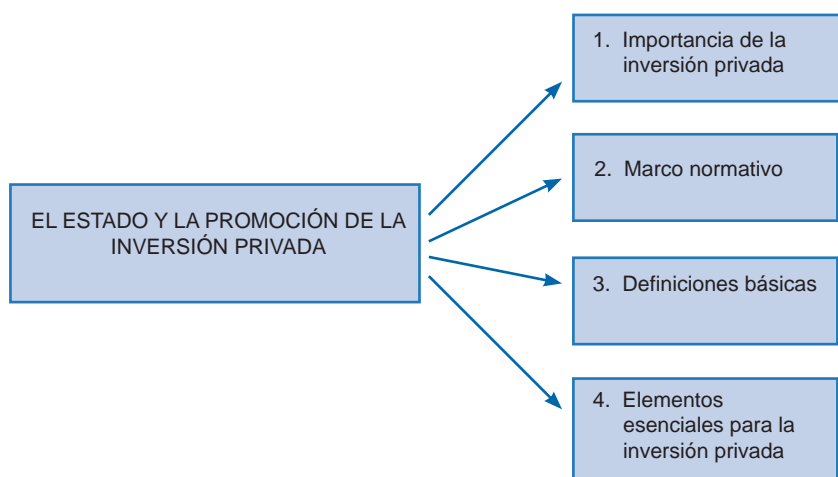 EL ESTADO Y LA PROMOCIÓN DE LA
INVERSIÓN PRIVADA
1. Importancia de la
inversión privada
2. Marco normativo
3. Definiciones básicas
4. Elementos
esenciales para la
inversión privada